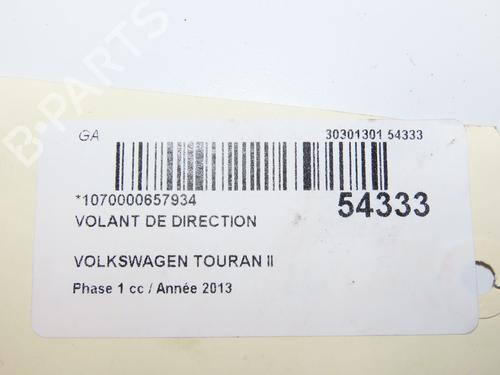 GA
30301301 54333
*1070000657934
54333
VOLANT DE DIRECTION
VOLKSWAGEN TOURAN II
Phase 1 cc / Année 2013
B-PARTS